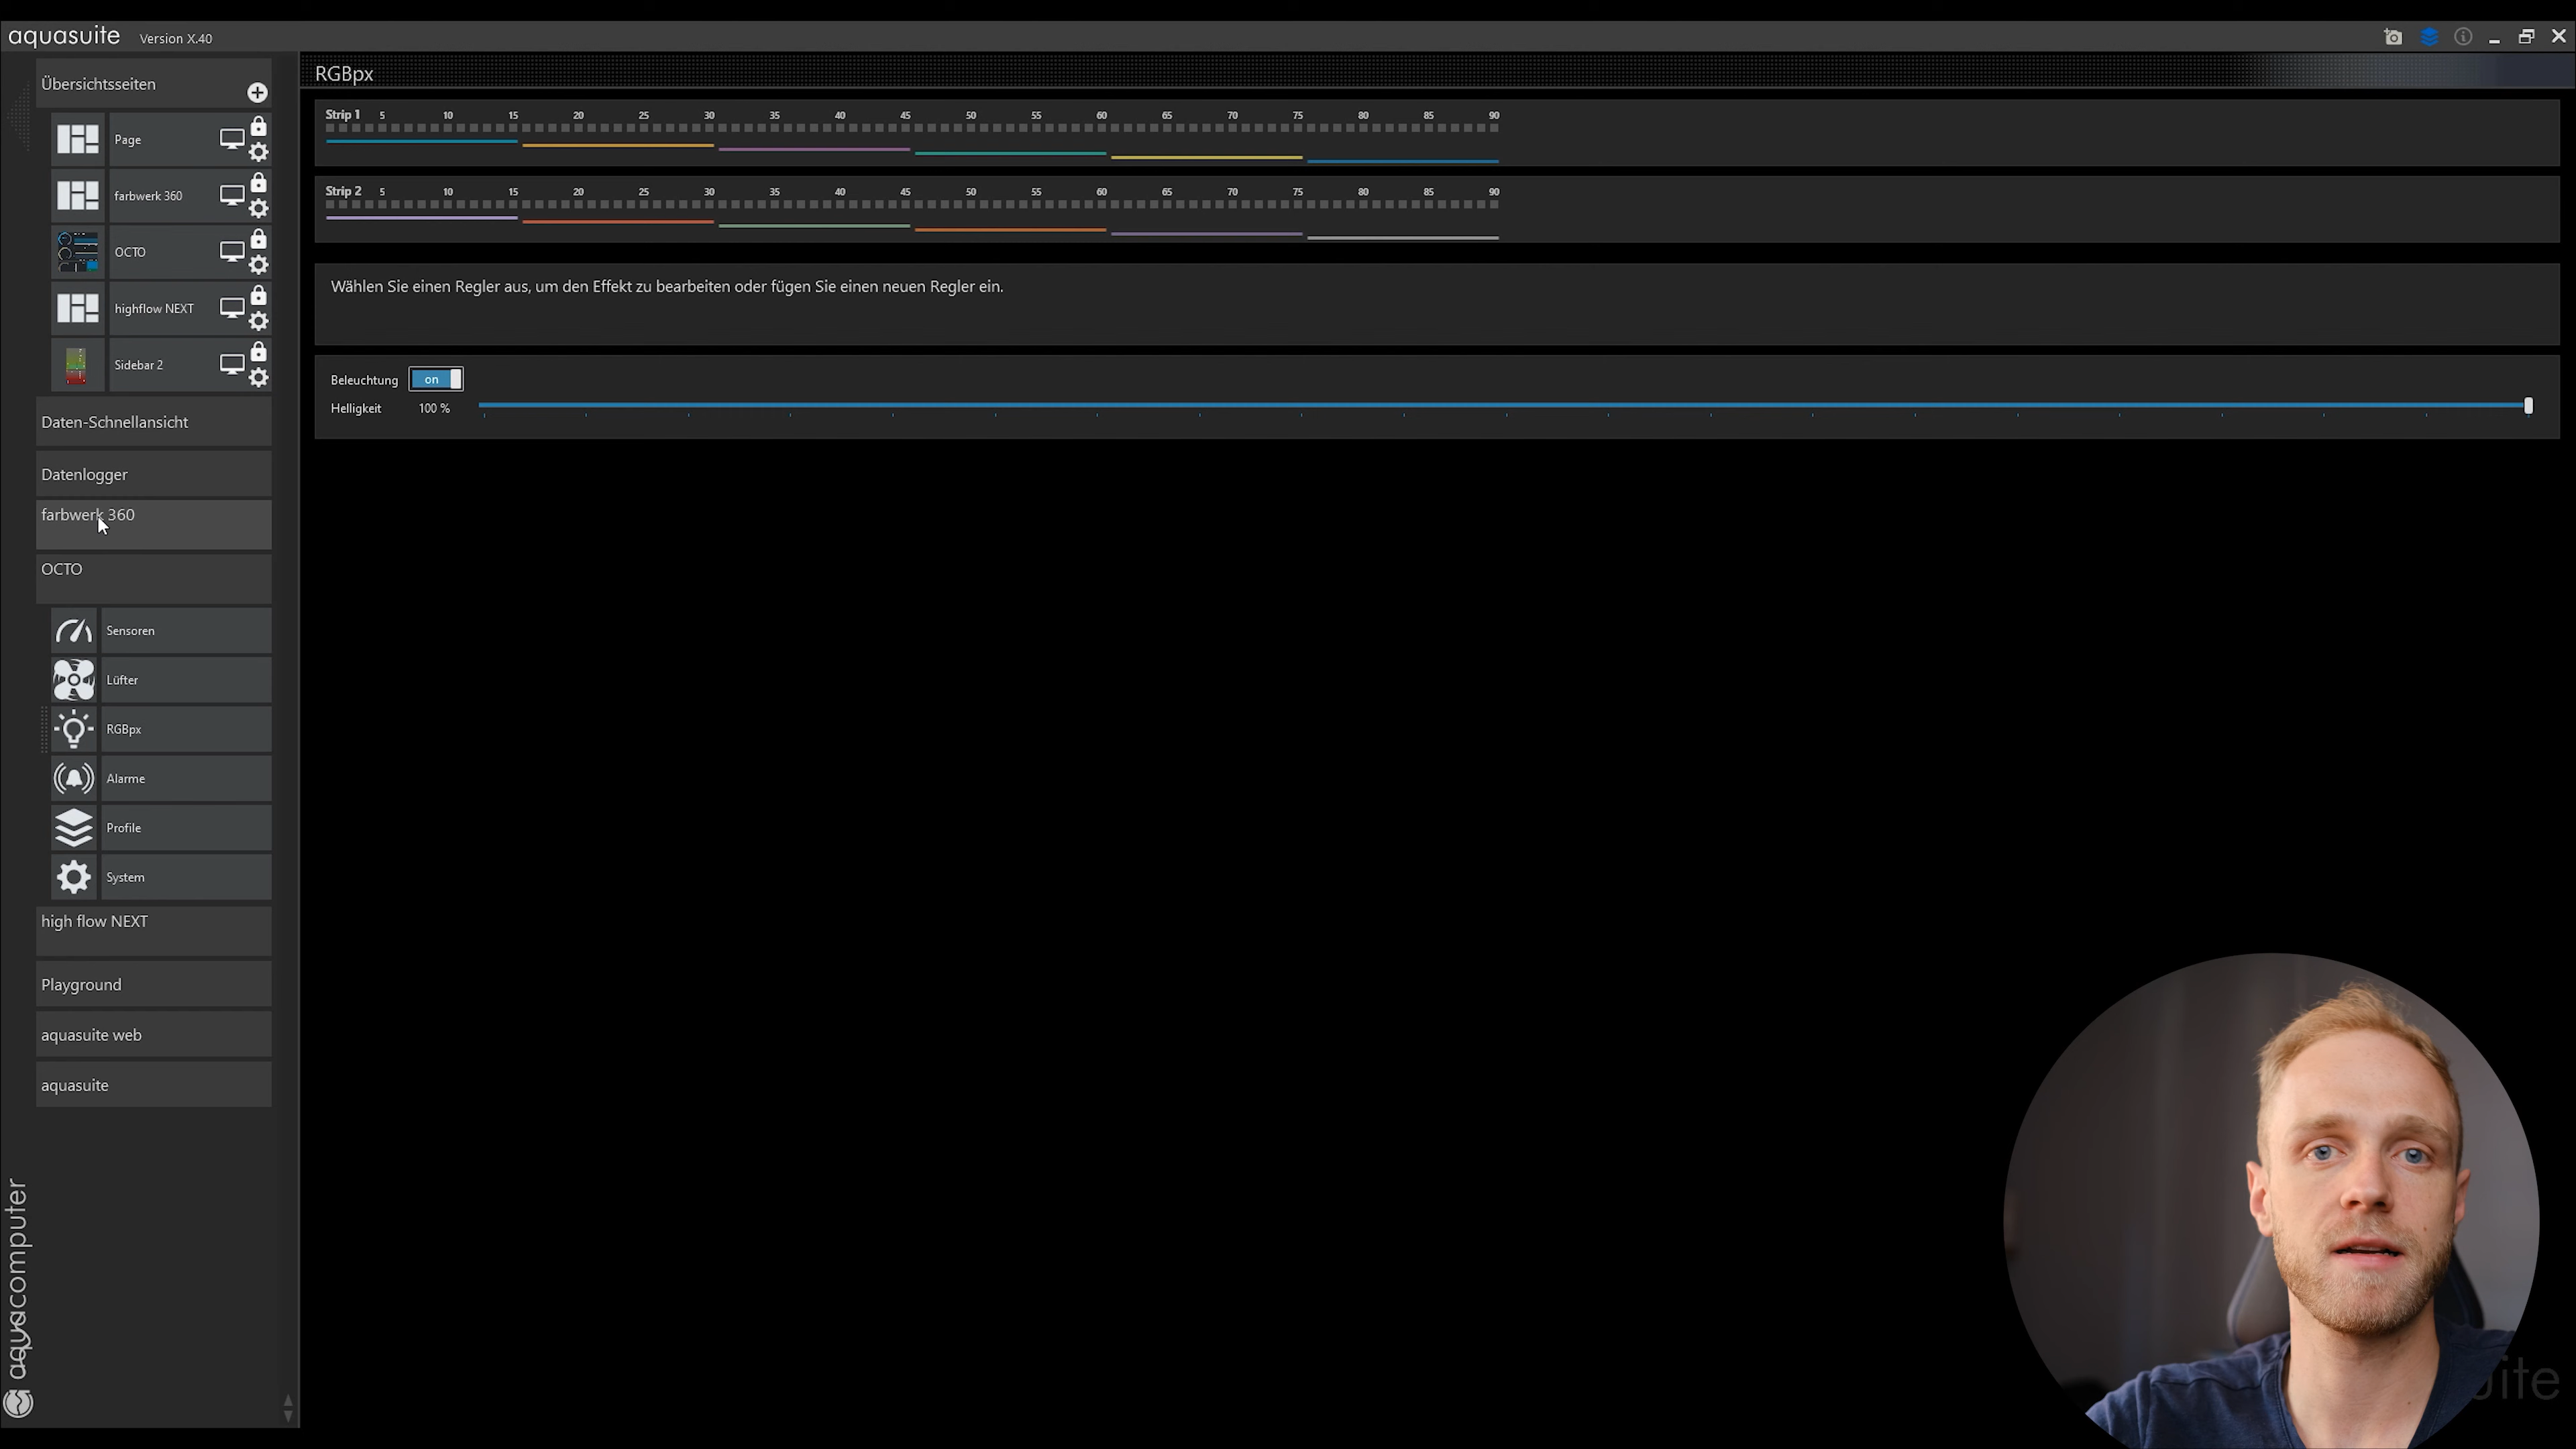 aquasuite Version X.40
Übersichtsseiten
Page
farbwerk 360
OCTO
highflow NEXT
Sidebar 2
Daten-Schnellansicht
Datenlogger
farbwerk 360
OCTO
Sensoren
Lüfter
RGBpx
Alarme
Profile
System
high flow NEXT
Playground
aquasuite web
aquasuite
aquacomputer
RGBpx
Strip 1 5 10 15 20 25 30 35 40 45 50 55 60 65 70 75 80 85 90
Strip 2 5 10 15 20 25 30 35 40 45 50 55 60 65 70 75 80 85 90
Wählen Sie einen Regler aus, um den Effekt zu bearbeiten oder fügen Sie einen neuen Regler ein.
Beleuchtung on
Helligkeit 100 %